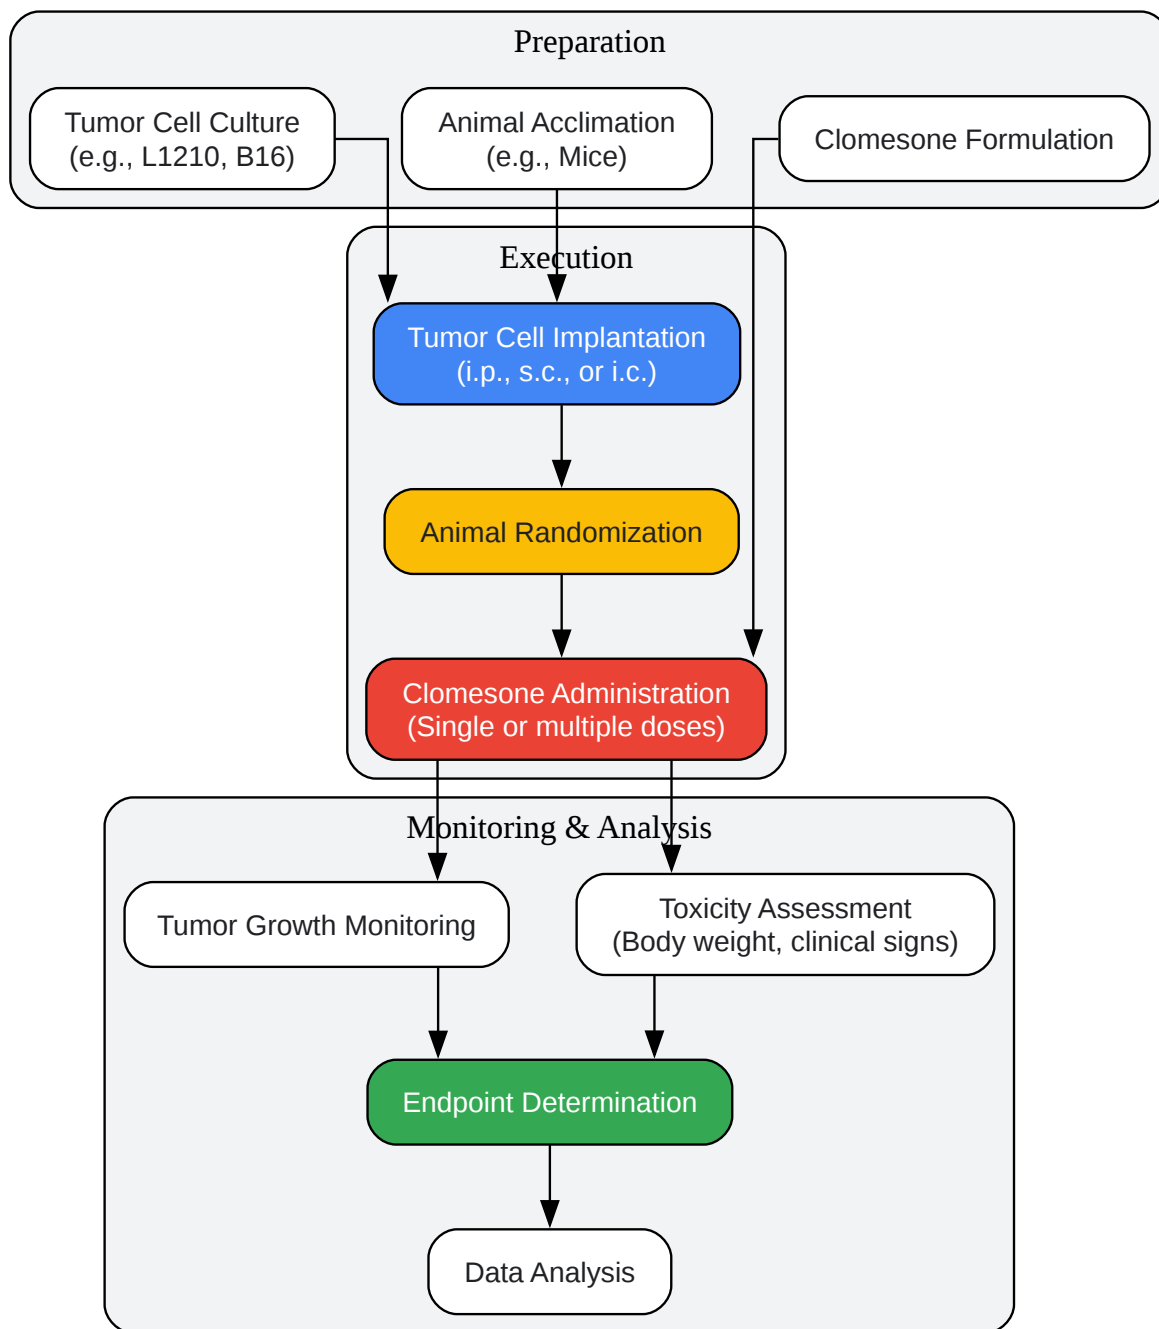 Preparation
Tumor Cell Culture
(e.g., L1210, B16)
Animal Acclimation
(e.g., Mice)
Clomesone Formulation
Execution
Tumor Cell Implantation
(i.p., s.c., or i.c.)
Animal Randomization
Clomesone Administration
(Single or multiple doses)
Monitoring & Analysis
Tumor Growth Monitoring
Toxicity Assessment
(Body weight, clinical signs)
Endpoint Determination
Data Analysis